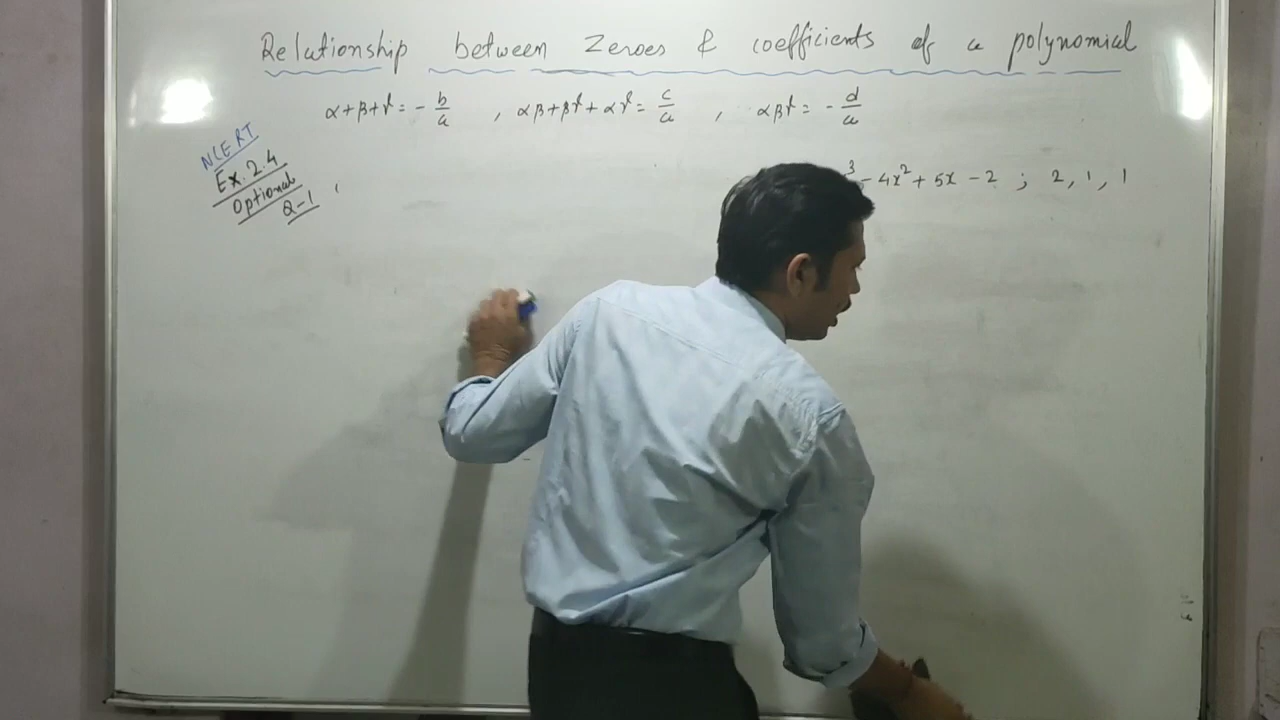 Relationship between Zeroes & coefficients of a polynomial
α+β+γ = - b/a , αβ+βγ+αγ = c/a , αβγ = - d/a
NCERT
Ex. 2.4
Optional
Q-1
3 - 4x² + 5x - 2 ; 2, 1, 1